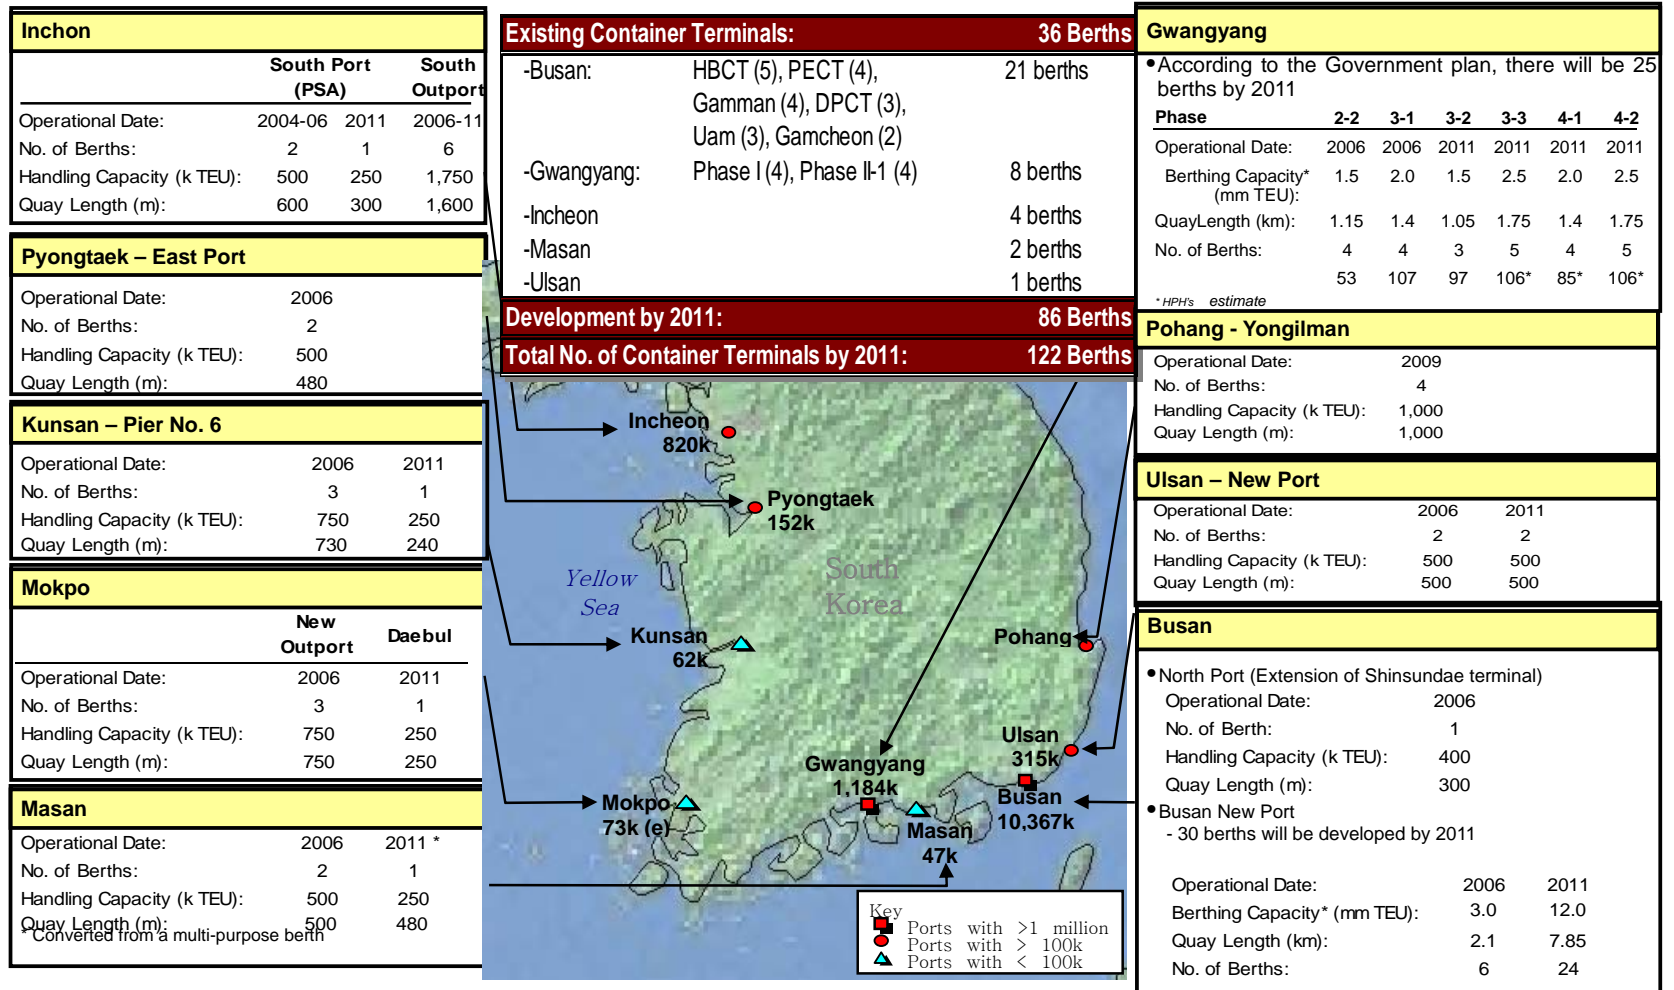 Inchon
South Port South
(PSA) Outport
Operational Date: 2004-06 2011 2006-11
No. of Berths: 2 1 6
Handling Capacity (k TEU): 500 250 1,750
Quay Length (m): 600 300 1,600
Pyongtaek – East Port
Operational Date: 2006
No. of Berths: 2
Handling Capacity (k TEU): 500
Quay Length (m): 480
Kunsan – Pier No. 6
Operational Date: 2006 2011
No. of Berths: 3 1
Handling Capacity (k TEU): 750 250
Quay Length (m): 730 240
Mokpo
New
Outport Daebul
Operational Date: 2006 2011
No. of Berths: 3 1
Handling Capacity (k TEU): 750 250
Quay Length (m): 750 250
Masan
Operational Date: 2006 2011 *
No. of Berths: 2 1
Handling Capacity (k TEU): 500 250
Quay Length (m): 500 480
* Converted from a multi-purpose berth
Existing Container Terminals: 36 Berths
-Busan: HBCT (5), PECT (4), 21 berths
Gamman (4), DPCT (3),
Uam (3), Gamcheon (2)
-Gwangyang: Phase I (4), Phase II-1 (4) 8 berths
-Incheon 4 berths
-Masan 2 berths
-Ulsan 1 berths
Development by 2011: 86 Berths
Total No. of Container Terminals by 2011: 122 Berths
Incheon
820k
Pyongtaek
152k
Yellow
Sea
South
Korea
Kunsan
62k
Pohang
Ulsan
315k
Gwangyang
1,184k
Busan
10,367k
Mokpo
73k (e)
Masan
47k
Key
Ports with >1 million
Ports with > 100k
Ports with < 100k
Gwangyang
•According to the Government plan, there will be 25
berths by 2011
Phase 2-2 3-1 3-2 3-3 4-1 4-2
Operational Date: 2006 2006 2011 2011 2011 2011
Berthing Capacity* 1.5 2.0 1.5 2.5 2.0 2.5
(mm TEU):
QuayLength (km): 1.15 1.4 1.05 1.75 1.4 1.75
No. of Berths: 4 4 3 5 4 5
53 107 97 106* 85* 106*
* HPH's estimate
Pohang - Yongilman
Operational Date: 2009
No. of Berths: 4
Handling Capacity (k TEU): 1,000
Quay Length (m): 1,000
Ulsan – New Port
Operational Date: 2006 2011
No. of Berths: 2 2
Handling Capacity (k TEU): 500 500
Quay Length (m): 500 500
Busan
•North Port (Extension of Shinsundae terminal)
Operational Date: 2006
No. of Berth: 1
Handling Capacity (k TEU): 400
Quay Length (m): 300
•Busan New Port
- 30 berths will be developed by 2011
Operational Date: 2006 2011
Berthing Capacity* (mm TEU): 3.0 12.0
Quay Length (km): 2.1 7.85
No. of Berths: 6 24